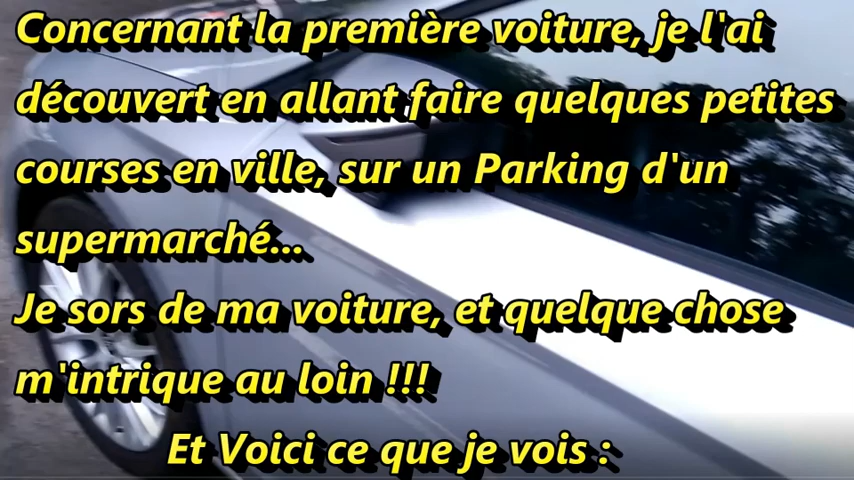 Concernant la première voiture, je l'ai
découvert en allant faire quelques petites
courses en ville, sur un Parking d'un
supermarché...
Je sors de ma voiture, et quelque chose
m'intrique au loin !!!
Et Voici ce que je vois :